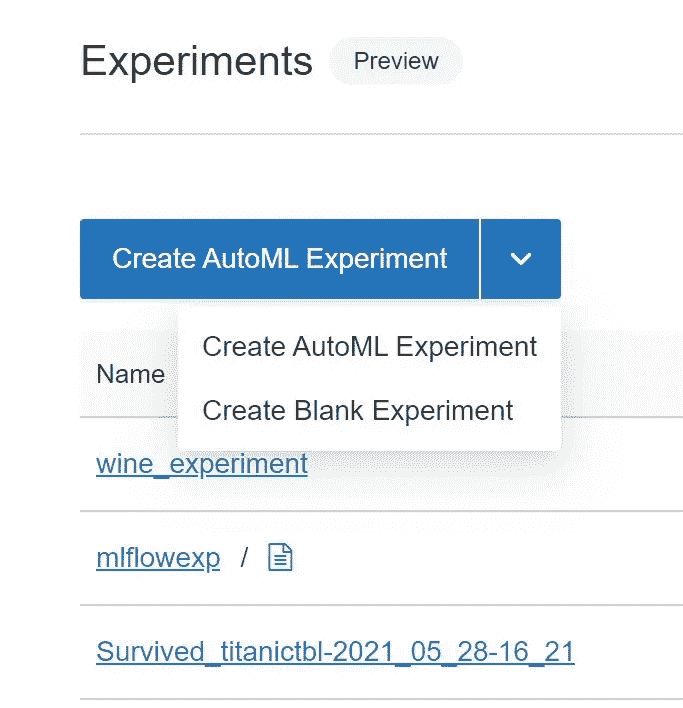 Experiments Preview
Create AutoML Experiment
Create AutoML Experiment
Name
Create Blank Experiment
wine_experiment
mlflowexp /
Survived_titanictbl-2021_05_28-16_21